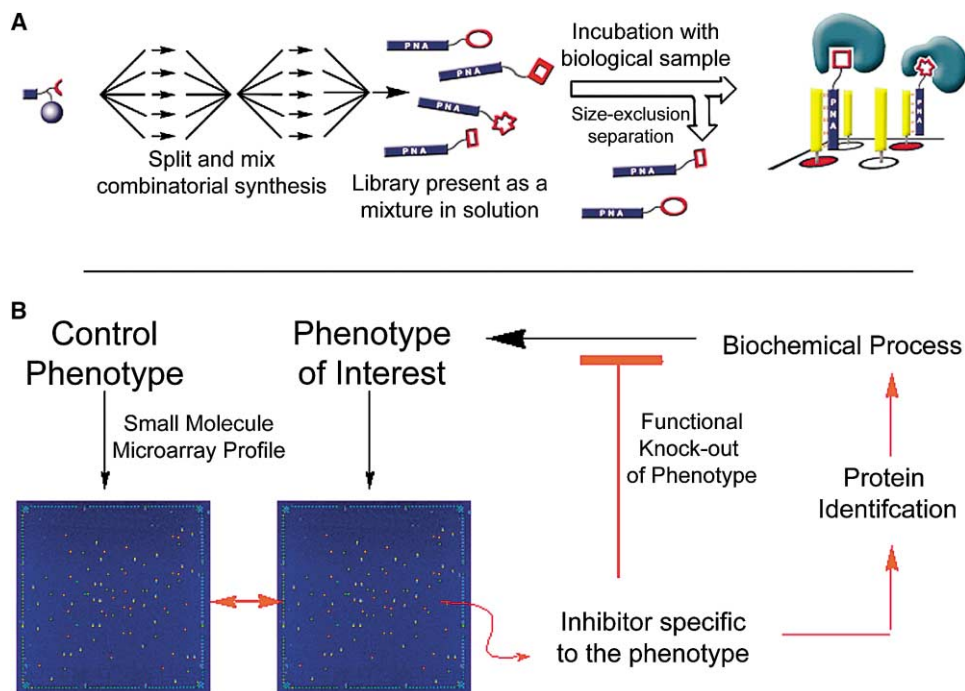 A
PNA
PNA
PNA
PNA
Split and mix
combinatorial synthesis
Library present as a
mixture in solution
Incubation with
biological sample
Size-exclusion
separation
PNA
PNA
PNA
PNA
B
Control
Phenotype
Phenotype
of Interest
Biochemical Process
Small Molecule
Microarray Profile
Functional
Knock-out
of Phenotype
Protein
Identifcation
Inhibitor specific
to the phenotype